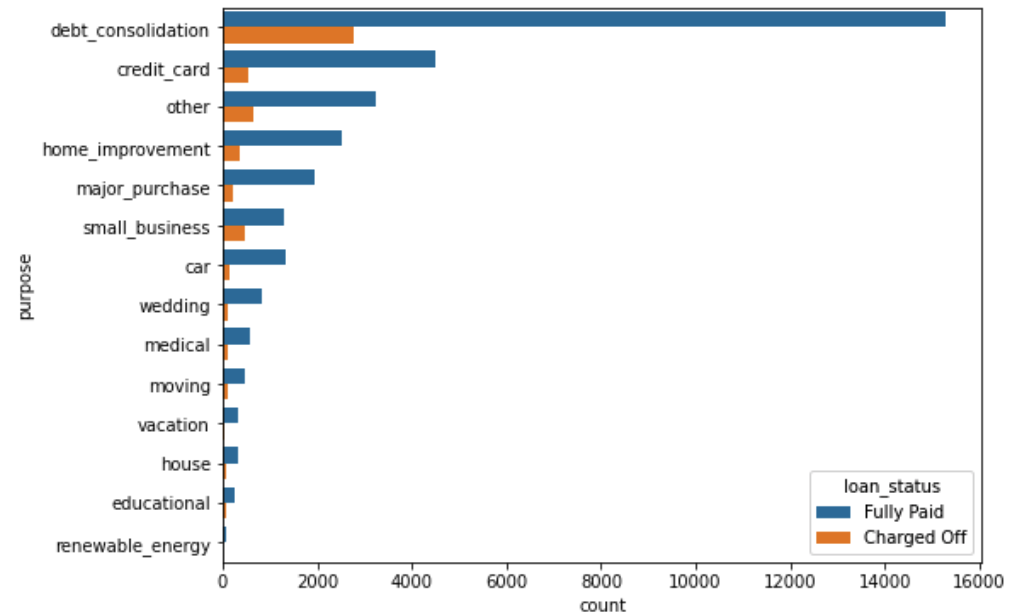 purpose
debt_consolidation
credit_card
other
home_improvement
major_purchase
small_business
car
wedding
medical
moving
vacation
house
educational
renewable_energy
loan_status
Fully Paid
Charged Off
0 2000 4000 6000 8000 10000 12000 14000 16000
count